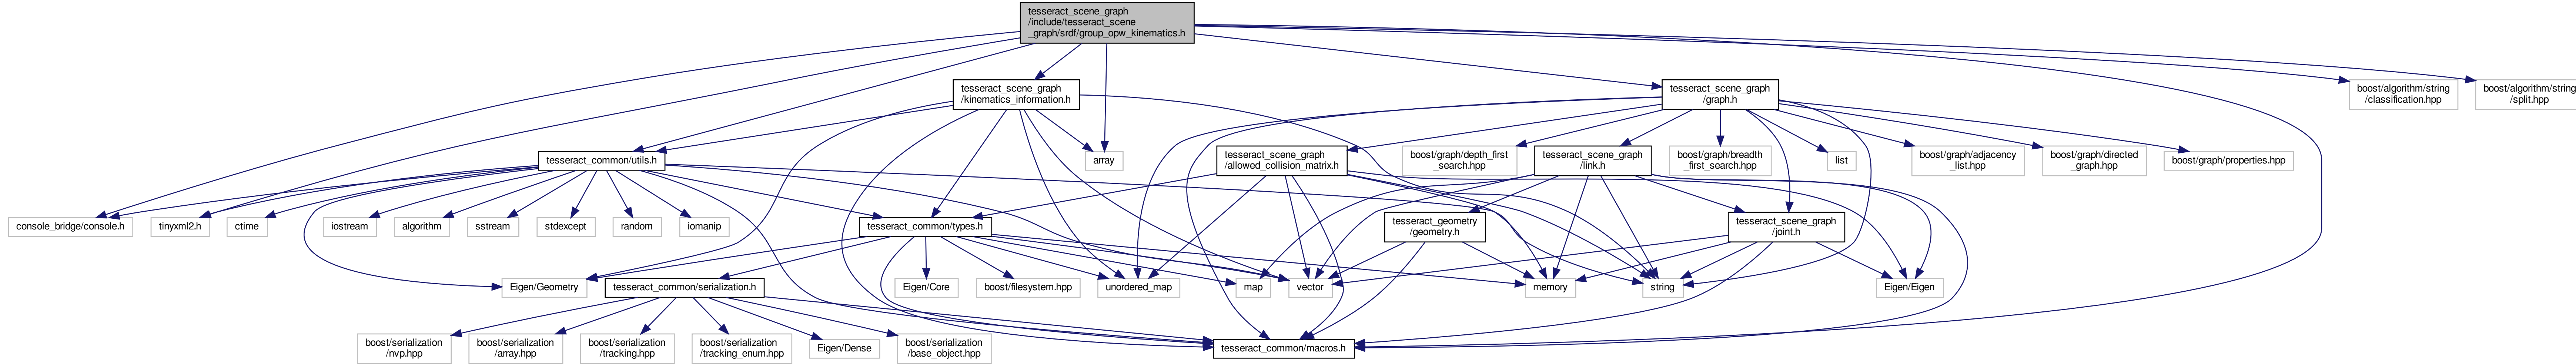 tesseract_scene_graph
/include/tesseract_scene
_graph/srdf/group_opw_kinematics.h
tesseract_scene_graph
/kinematics_information.h
tesseract_scene_graph
/graph.h
boost/algorithm/string
/classification.hpp
boost/algorithm/string
/split.hpp
tesseract_common/utils.h
array
tesseract_scene_graph
/allowed_collision_matrix.h
boost/graph/depth_first
_search.hpp
tesseract_scene_graph
/link.h
boost/graph/breadth
_first_search.hpp
list
boost/graph/adjacency
_list.hpp
boost/graph/directed
_graph.hpp
boost/graph/properties.hpp
console_bridge/console.h
tinyxml2.h
ctime
iostream
algorithm
sstream
stdexcept
random
iomanip
tesseract_common/types.h
tesseract_geometry
/geometry.h
tesseract_scene_graph
/joint.h
Eigen/Geometry
tesseract_common/serialization.h
Eigen/Core
boost/filesystem.hpp
unordered_map
map
vector
memory
string
Eigen/Eigen
boost/serialization
/nvp.hpp
boost/serialization
/array.hpp
boost/serialization
/tracking.hpp
boost/serialization
/tracking_enum.hpp
Eigen/Dense
boost/serialization
/base_object.hpp
tesseract_common/macros.h